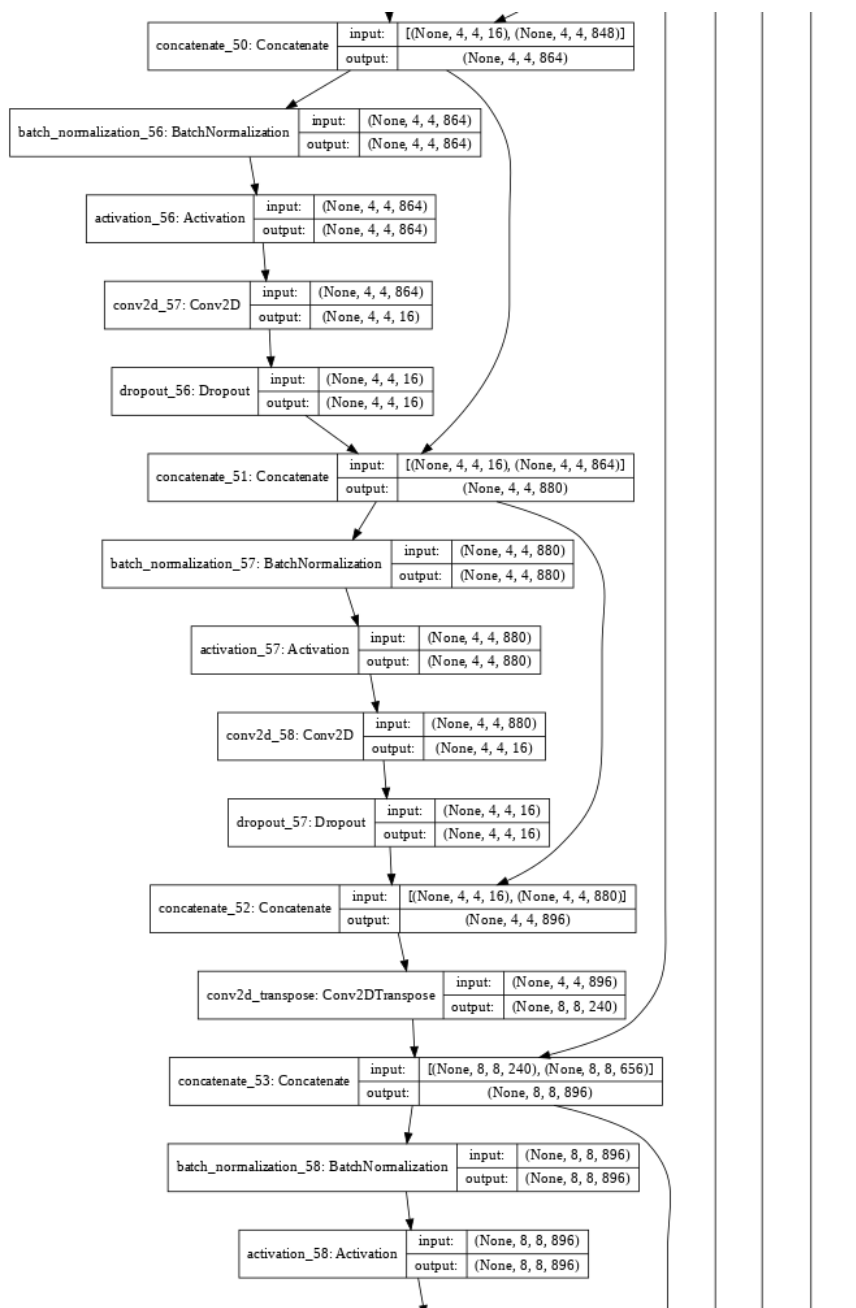 concatenate_50: Concatenate
input: [(None, 4, 4, 16), (None, 4, 4, 848)]
output: (None, 4, 4, 864)
batch_normalization_56: BatchNormalization
input: (None, 4, 4, 864)
output: (None, 4, 4, 864)
activation_56: Activation
input: (None, 4, 4, 864)
output: (None, 4, 4, 864)
conv2d_57: Conv2D
input: (None, 4, 4, 864)
output: (None, 4, 4, 16)
dropout_56: Dropout
input: (None, 4, 4, 16)
output: (None, 4, 4, 16)
concatenate_51: Concatenate
input: [(None, 4, 4, 16), (None, 4, 4, 864)]
output: (None, 4, 4, 880)
batch_normalization_57: BatchNormalization
input: (None, 4, 4, 880)
output: (None, 4, 4, 880)
activation_57: Activation
input: (None, 4, 4, 880)
output: (None, 4, 4, 880)
conv2d_58: Conv2D
input: (None, 4, 4, 880)
output: (None, 4, 4, 16)
dropout_57: Dropout
input: (None, 4, 4, 16)
output: (None, 4, 4, 16)
concatenate_52: Concatenate
input: [(None, 4, 4, 16), (None, 4, 4, 880)]
output: (None, 4, 4, 896)
conv2d_transpose: Conv2DTranspose
input: (None, 4, 4, 896)
output: (None, 8, 8, 240)
concatenate_53: Concatenate
input: [(None, 8, 8, 240), (None, 8, 8, 656)]
output: (None, 8, 8, 896)
batch_normalization_58: BatchNormalization
input: (None, 8, 8, 896)
output: (None, 8, 8, 896)
activation_58: Activation
input: (None, 8, 8, 896)
output: (None, 8, 8, 896)